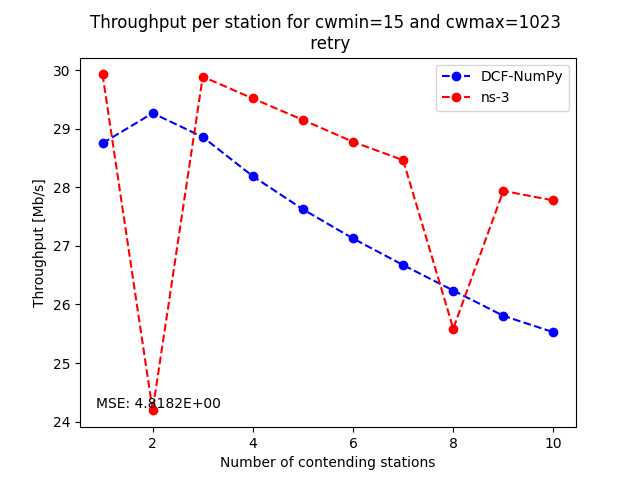 Throughput per station for cwmin=15 and cwmax=1023
retry
30
29
28
27
26
25
24
Throughput [Mb/s]
DCF-NumPy
ns-3
MSE: 4.8182E+00
2
4
6
8
10
Number of contending stations